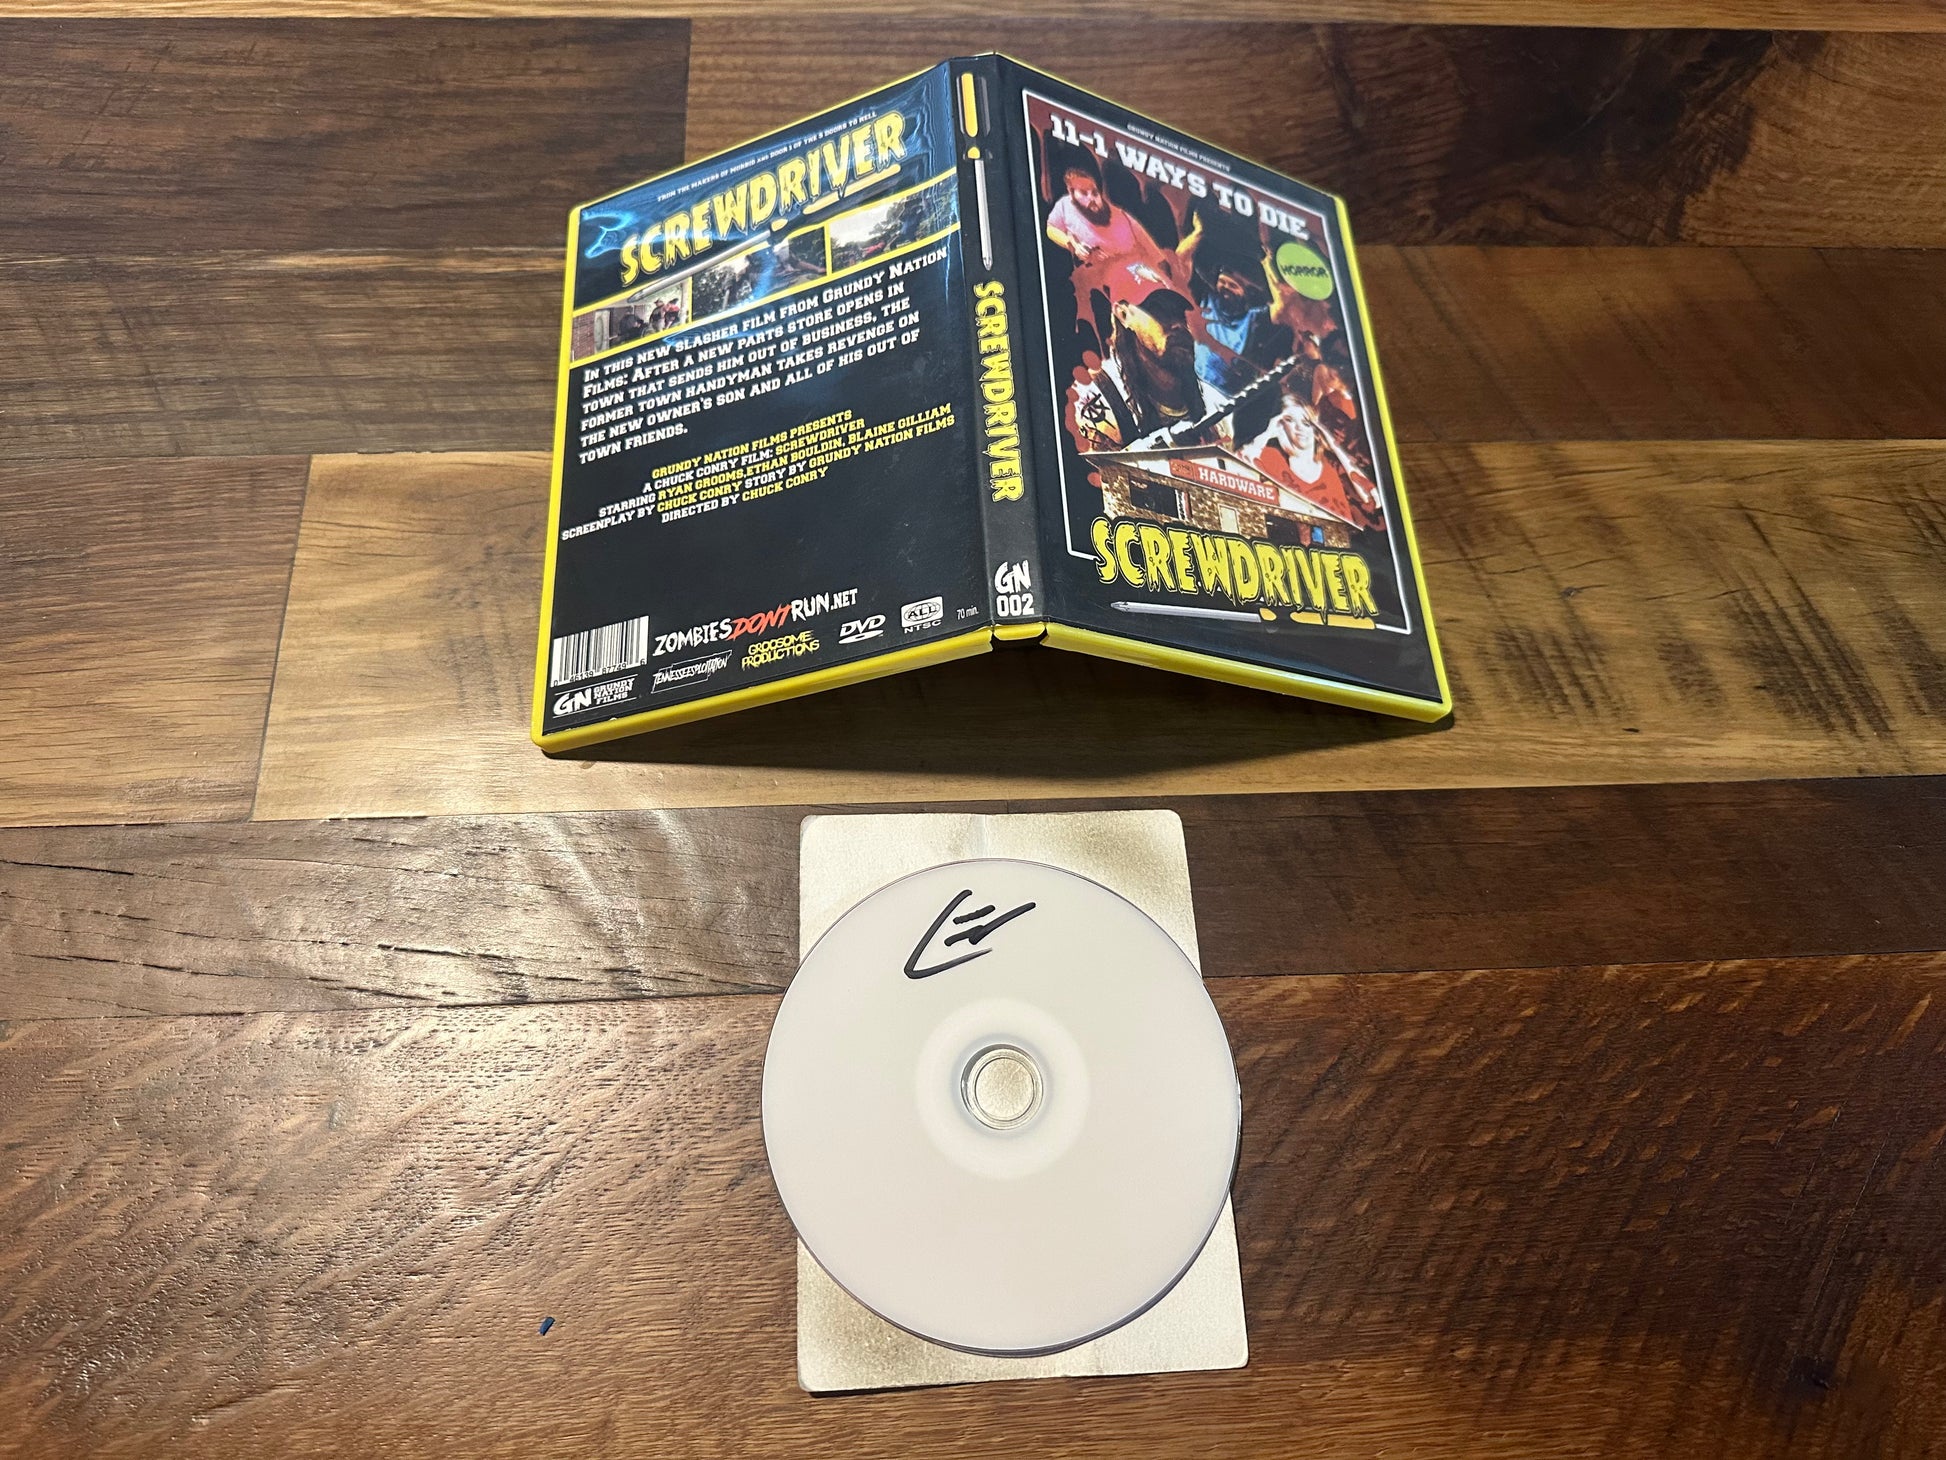 FROM THE MAKERS OF MORBID AND DOOR 1 OF THE 5 DOORS TO HELL
SCREWDRIVER
IN THIS NEW SLASHER FILM FROM GRUNDY NATION
FILMS: AFTER A NEW PARTS STORE OPENS IN
TOWN THAT SENDS HIM OUT OF BUSINESS, THE
FORMER TOWN HANDYMAN TAKES REVENGE ON
THE NEW OWNER'S SON AND ALL OF HIS OUT OF
TOWN FRIENDS.
GRUNDY NATION FILMS PRESENTS
A CHUCK CONRY FILM: SCREWDRIVER
STARRING RYAN GROOMS,ETHAN BOULDIN, BLAINE GILLIAM
SCREENPLAY BY CHUCK CONRY STORY BY GRUNDY NATION FILMS
DIRECTED BY CHUCK CONRY
ZOMBIESDON'TRUN.NET
TENNESSEESPLOITATION
GROOSOME
PRODUCTIONS
DVD
ALL
NTSC
70 min.
GN GRUNDY
NATION
FILMS
SCREWDRIVER
GN
002
GRUNDY NATION FILMS PRESENTS
11-1 WAYS TO DIE
HORROR
HARDWARE
SCREWDRIVER